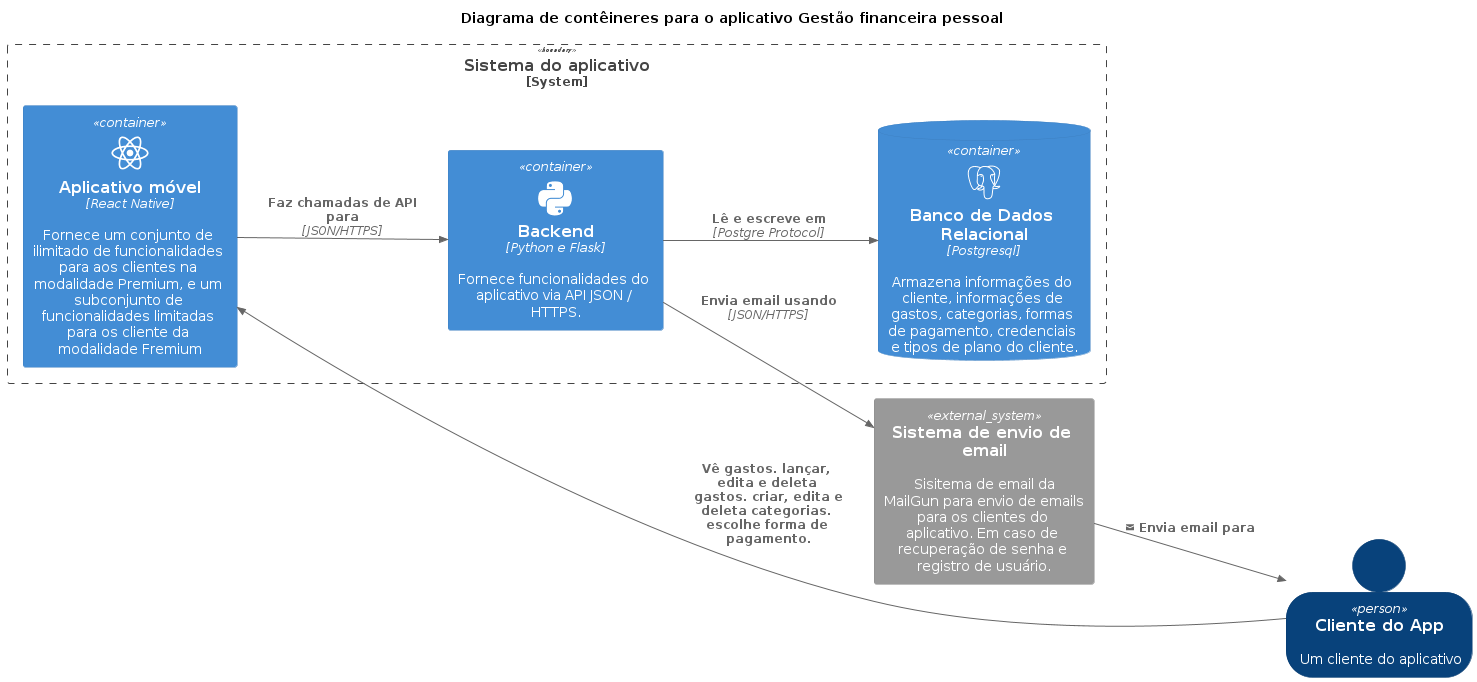 Diagrama de contêineres para o aplicativo Gestão financeira pessoal
«boundary»
Sistema do aplicativo
[System]
«container»
Aplicativo móvel
[React Native]
Fornece um conjunto de
ilimitado de funcionalidades
para aos clientes na
modalidade Premium, e um
subconjunto de
funcionalidades limitadas
para os cliente da
modalidade Fremium
Faz chamadas de API
para
[JSON/HTTPS]
«container»
Backend
[Python e Flask]
Fornece funcionalidades do
aplicativo via API JSON /
HTTPS.
Lê e escreve em
[Postgre Protocol]
Envia email usando
[JSON/HTTPS]
«container»
Banco de Dados
Relacional
[Postgresql]
Armazena informações do
cliente, informações de
gastos, categorias, formas
de pagamento, credenciais
e tipos de plano do cliente.
«external_system»
Sistema de envio de
email
Sisitema de email da
MailGun para envio de emails
para os clientes do
aplicativo. Em caso de
recuperação de senha e
registro de usuário.
Vê gastos. lançar,
edita e deleta
gastos. criar, edita e
deleta categorias.
escolhe forma de
pagamento.
Envia email para
«person»
Cliente do App
Um cliente do aplicativo